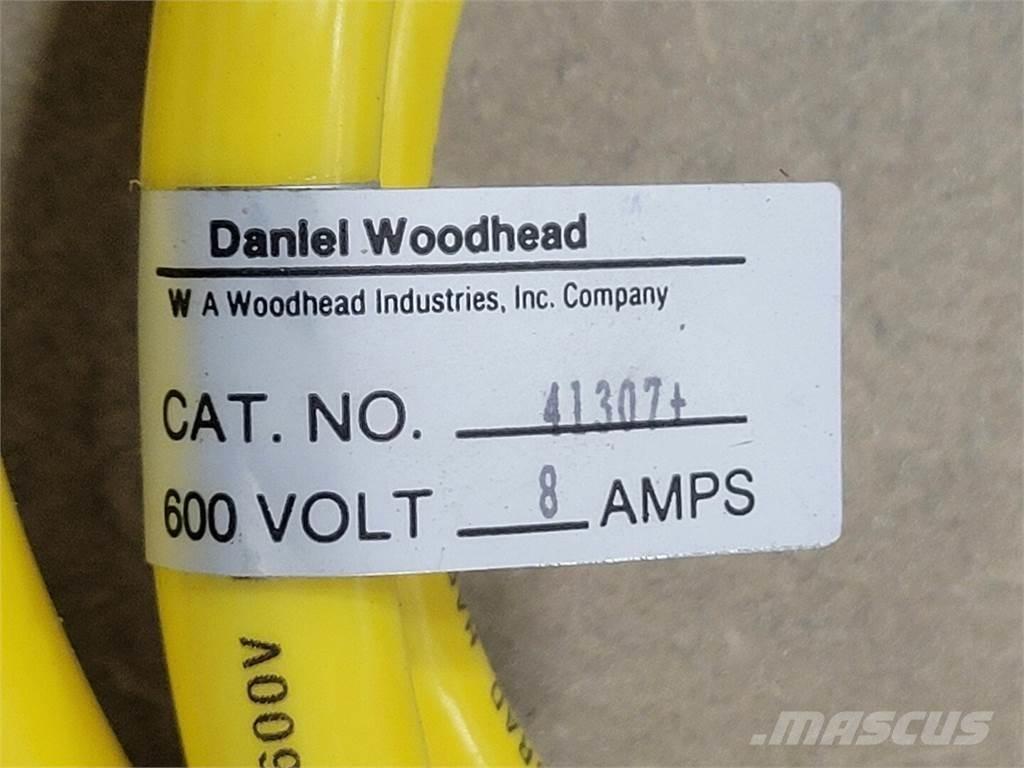 Daniel Woodhead
W A Woodhead Industries, Inc. Company
CAT. NO. 41307+
600 VOLT 8 AMPS
600V
MASCUS